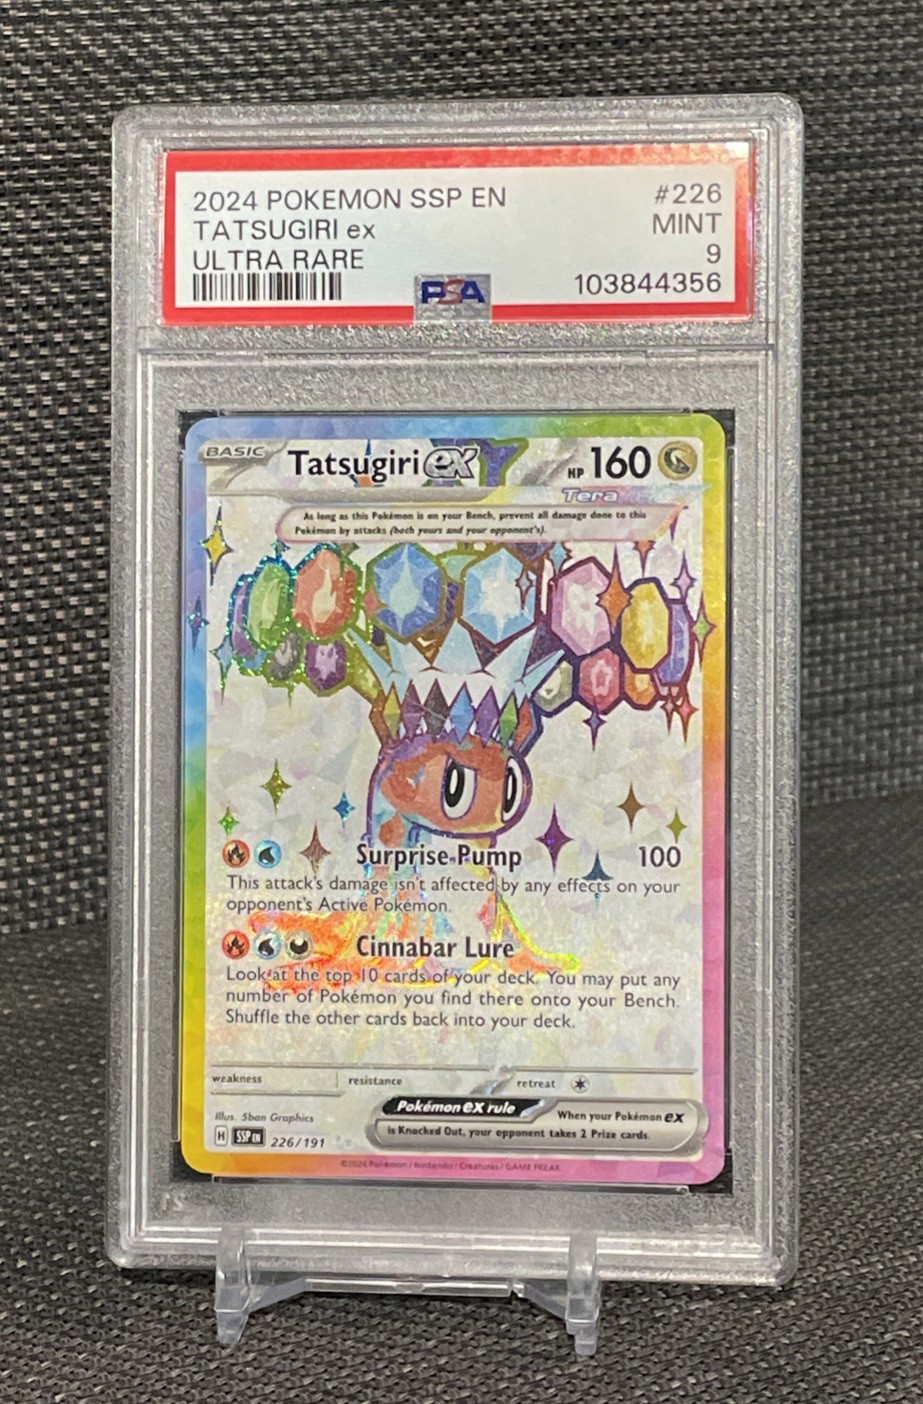 2024 POKEMON SSP EN #226
TATSUGIRI ex MINT
ULTRA RARE 9
PSA 103844356
BASIC Tatsugiri ex HP 160
Tera
As long as this Pokémon is on your Bench, prevent all damage done to this
Pokémon by attacks (both yours and your opponent's).
Surprise Pump 100
This attack's damage isn't affected by any effects on your
opponent's Active Pokémon.
Cinnabar Lure
Look at the top 10 cards of your deck. You may put any
number of Pokémon you find there onto your Bench.
Shuffle the other cards back into your deck.
weakness resistance retreat
Pokémon ex rule When your Pokémon ex
is Knocked Out, your opponent takes 2 Prize cards.
Illus. 5ban Graphics
H SSP EN 226/191
©2024 Pokémon / Nintendo / Creatures / GAME FREAK